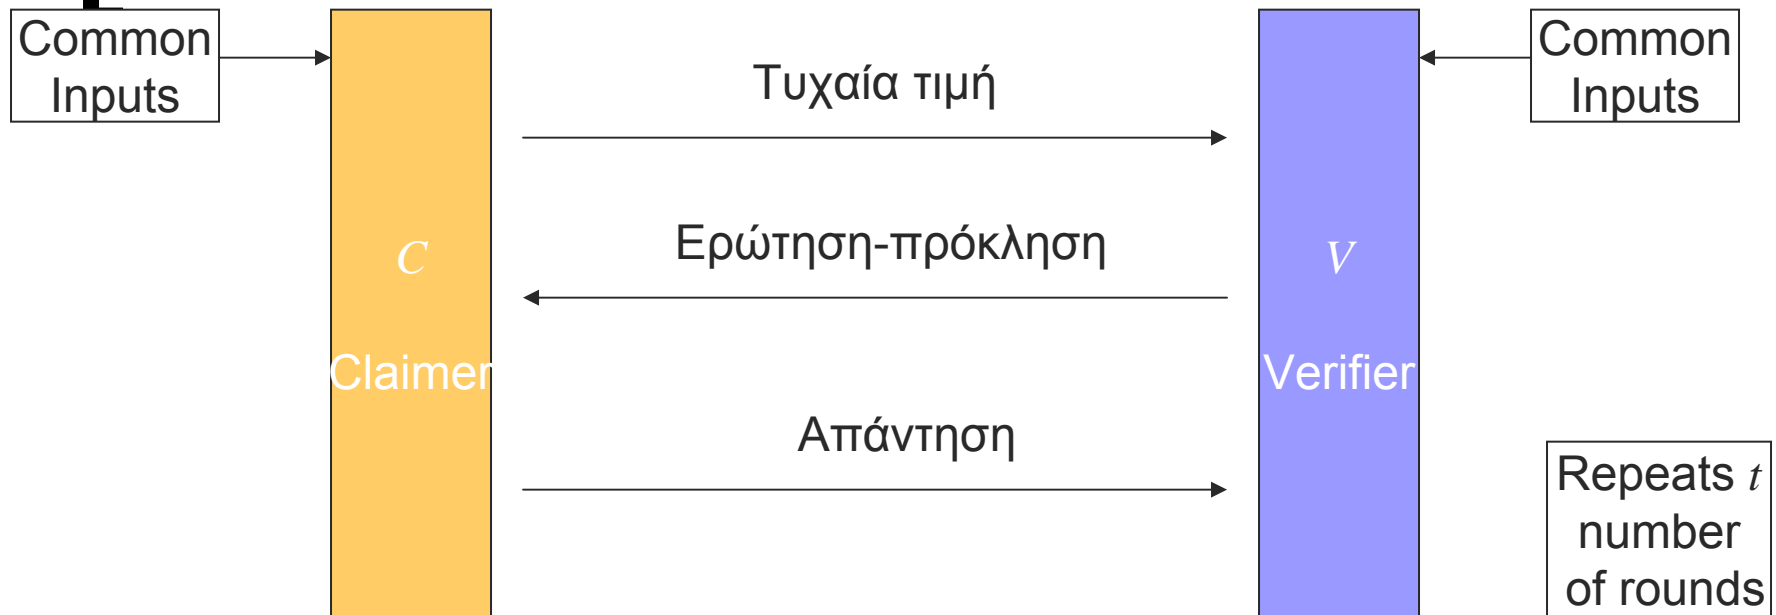 Common
Inputs
Common
Inputs
Τυχαία τιμή
Ερώτηση-πρόκληση
C
V
Claimer
Verifier
Απάντηση
Repeats t
number
of rounds